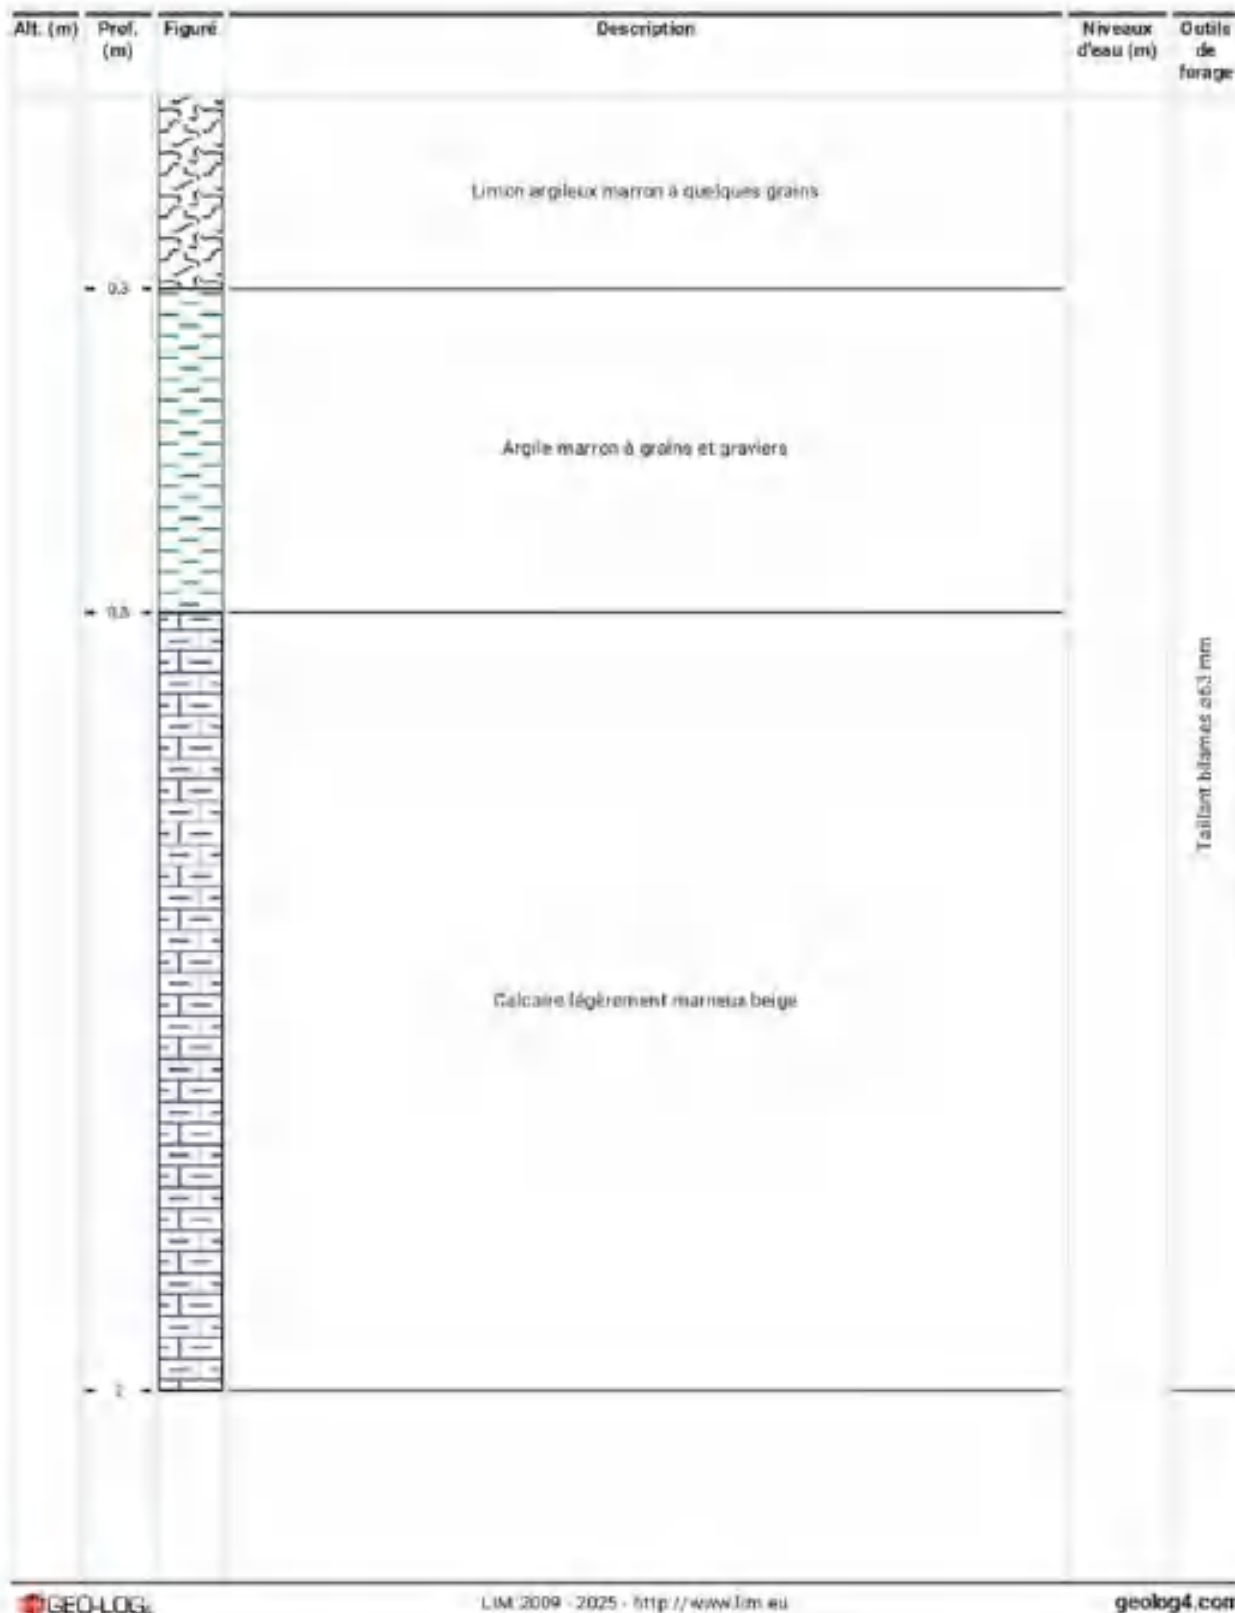 Alt. (m) Prof. (m) Figuré Description Niveaux d'eau (m) Outils de forage
Limon argileux marron à quelques grains
0.3
Argile marron à grains et graviers
0.8
Taillant bilames ø63 mm
Calcaire légèrement marneux beige
2
GEO-LOG4 LIM 2009 - 2025 - http://www.lim.eu geolog4.com